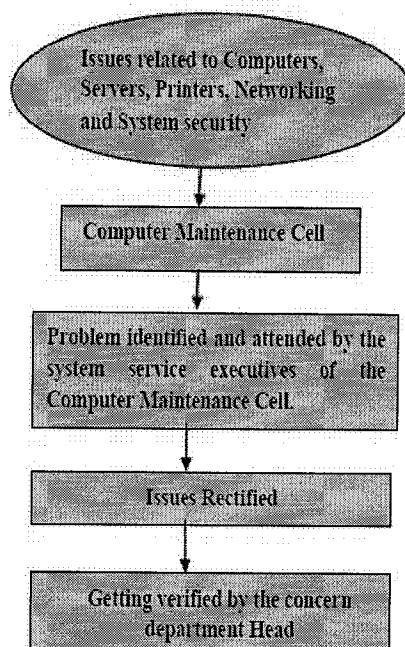 Issues related to Computers,
Servers, Printers, Networking
and System security
Computer Maintenance Cell
Problem identified and attended by the
system service executives of the
Computer Maintenance Cell.
Issues Rectified
Getting verified by the concern
department Head